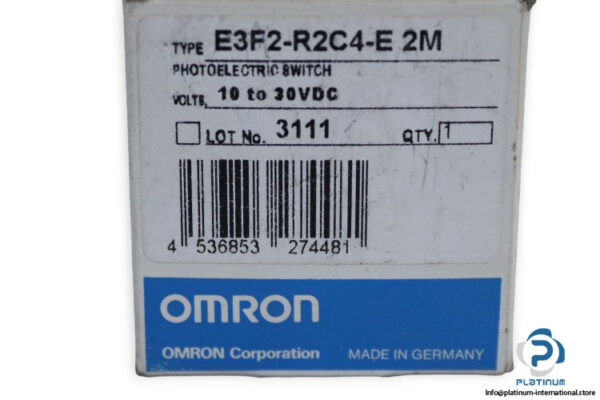 TYPE E3F2-R2C4-E 2M
PHOTOELECTRIC SWITCH
VOLTS. 10 to 30VDC
LOT No. 3111 QTY. 1
4 536853 274481
OMRON
OMRON Corporation MADE IN GERMANY
PLATINUM
Info@platinum-international.store